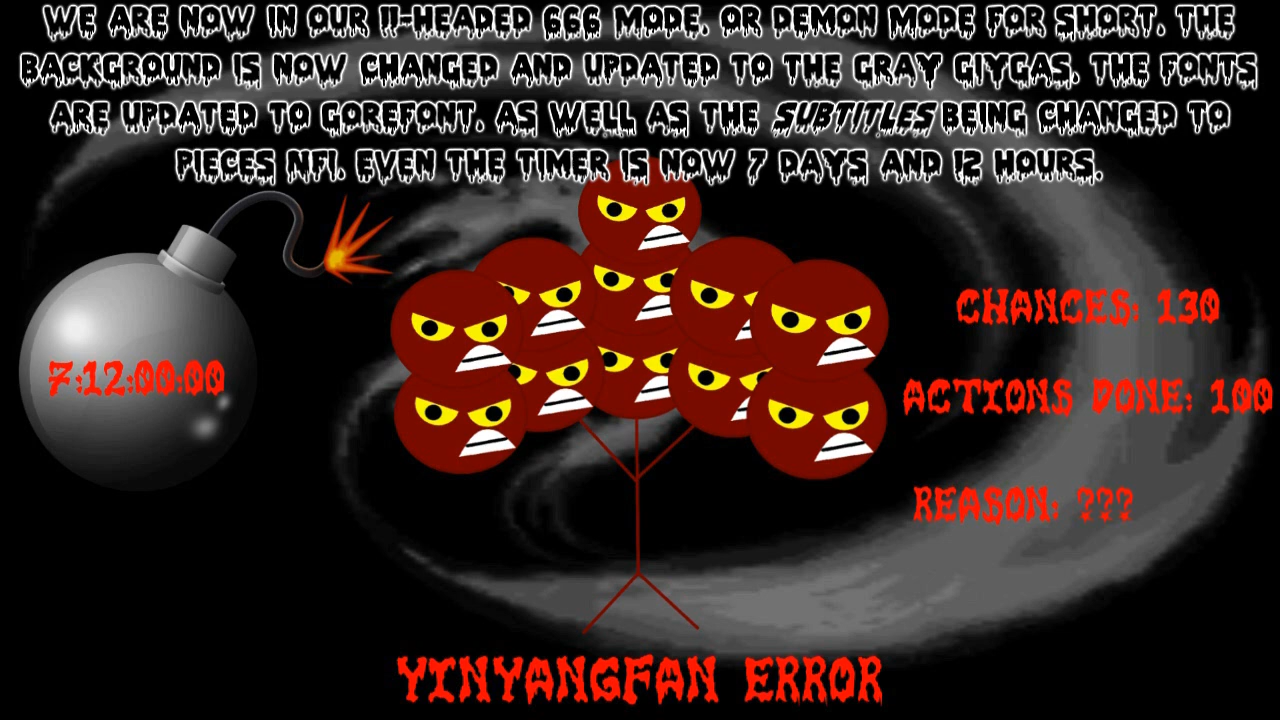 WE ARE NOW IN OUR 11-HEADED 666 MODE. OR DEMON MODE FOR SHORT. THE
BACKGROUND IS NOW CHANGED AND UPDATED TO THE GRAY GIYGAS. THE FONTS
ARE UPDATED TO GOREFONT. AS WELL AS THE SUBTITLES BEING CHANGED TO
PIECES NFI. EVEN THE TIMER IS NOW 7 DAYS AND 12 HOURS.
7:12:00:00
CHANCES: 130
ACTIONS DONE: 100
REASON: ???
YINYANGFAN ERROR